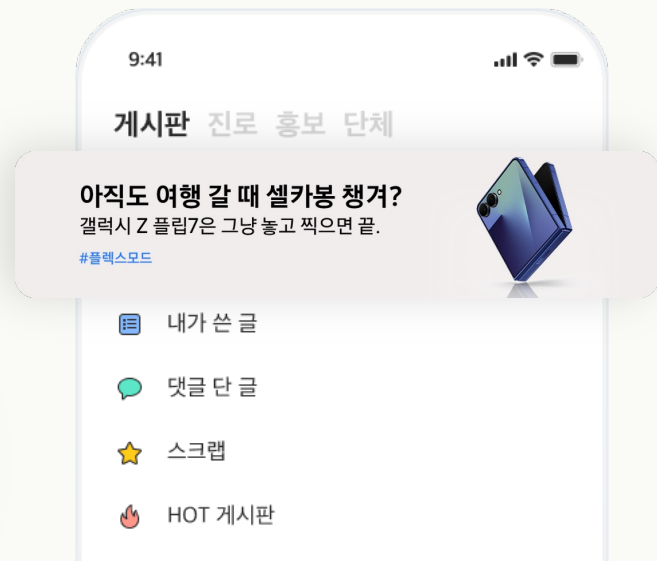 9:41
게시판 진로 홍보 단체
아직도 여행 갈 때 셀카봉 챙겨?
갤럭시 Z 플립7은 그냥 놓고 찍으면 끝.
#플렉스모드
내가 쓴 글
댓글 단 글
스크랩
HOT 게시판